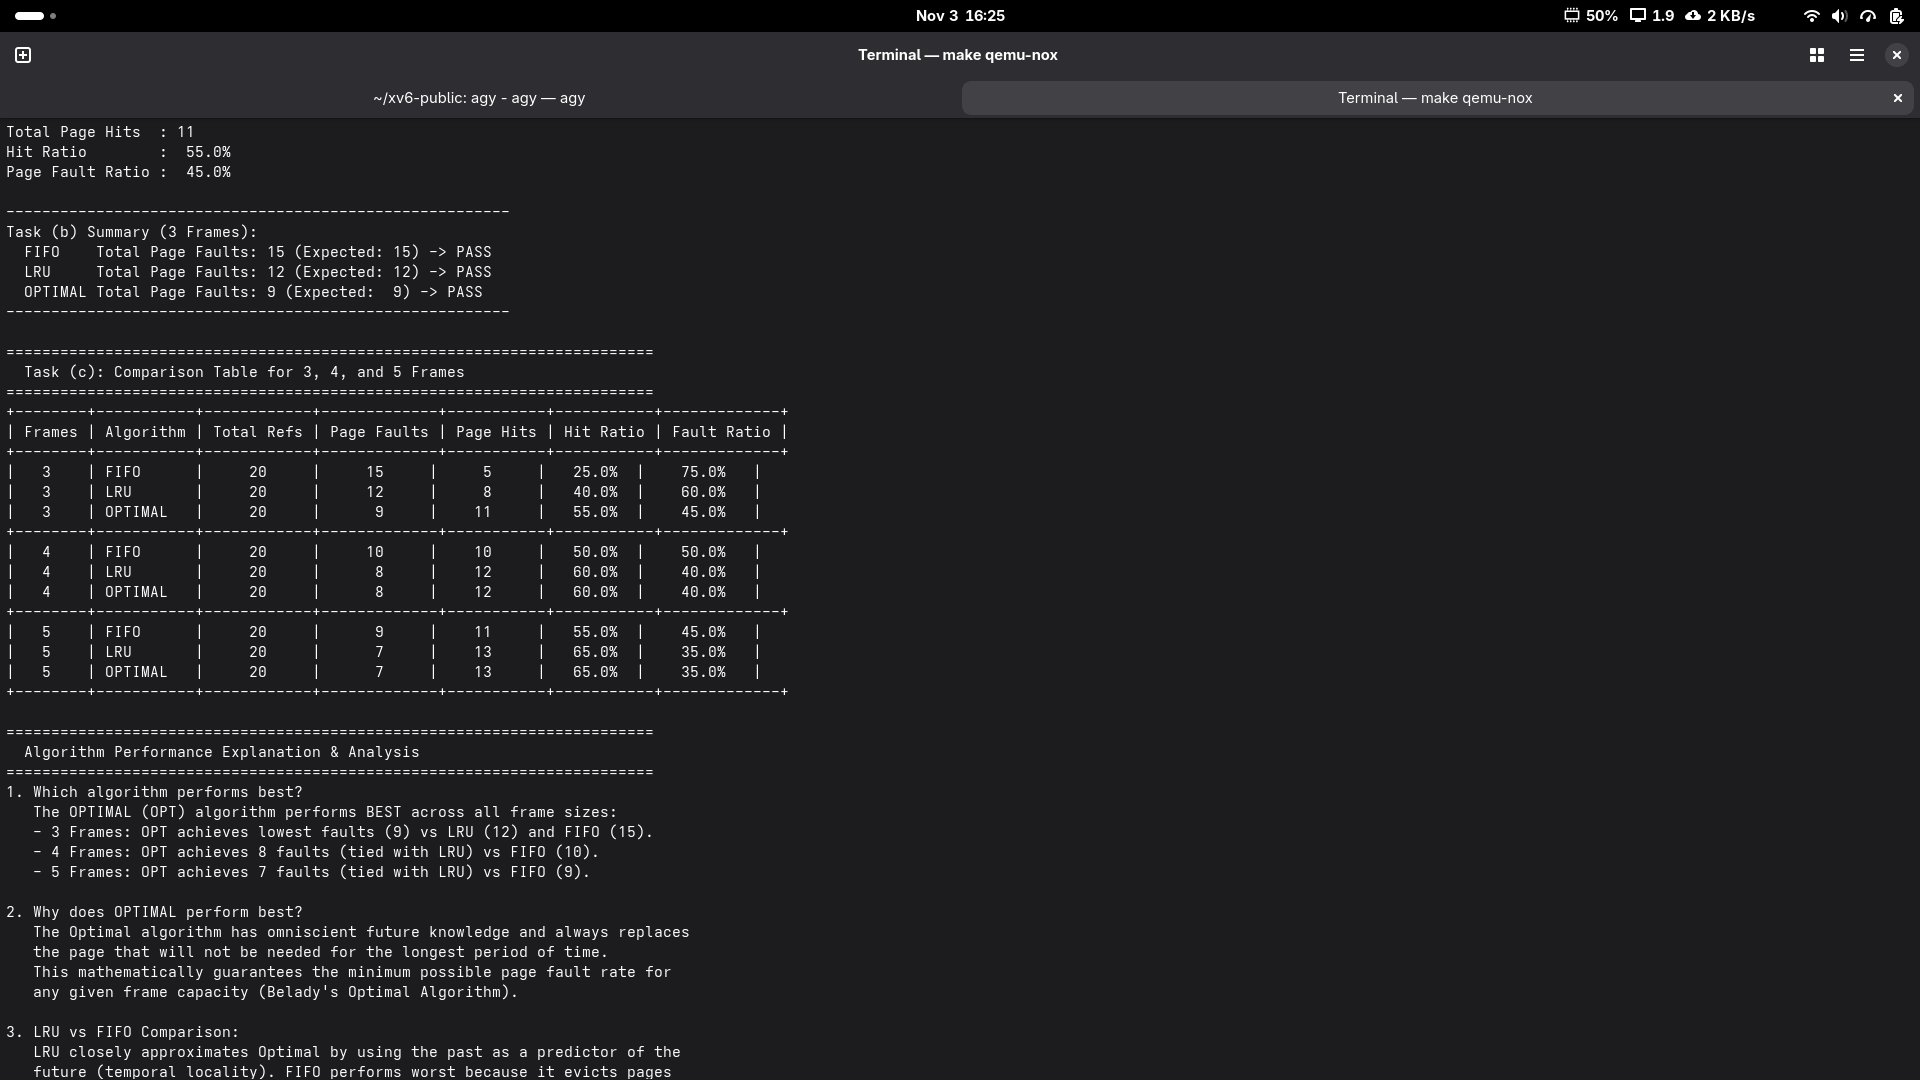 Nov 3 16:25
50% 1.9 2 KB/s
Terminal — make qemu-nox
~/xv6-public: agy - agy — agy
Terminal — make qemu-nox
Total Page Hits  : 11
Hit Ratio        :  55.0%
Page Fault Ratio :  45.0%
--------------------------------------------------------
Task (b) Summary (3 Frames):
  FIFO    Total Page Faults: 15 (Expected: 15) -> PASS
  LRU     Total Page Faults: 12 (Expected: 12) -> PASS
  OPTIMAL Total Page Faults: 9 (Expected:  9) -> PASS
--------------------------------------------------------
========================================================================
  Task (c): Comparison Table for 3, 4, and 5 Frames
========================================================================
+--------+-----------+------------+-------------+-----------+-----------+-------------+
| Frames | Algorithm | Total Refs | Page Faults | Page Hits | Hit Ratio | Fault Ratio |
+--------+-----------+------------+-------------+-----------+-----------+-------------+
|   3    | FIFO      |     20     |     15      |    5      |   25.0%  |    75.0%   |
|   3    | LRU       |     20     |     12      |    8      |   40.0%  |    60.0%   |
|   3    | OPTIMAL   |     20     |      9      |   11      |   55.0%  |    45.0%   |
+--------+-----------+------------+-------------+-----------+-----------+-------------+
|   4    | FIFO      |     20     |     10      |   10      |   50.0%  |    50.0%   |
|   4    | LRU       |     20     |      8      |   12      |   60.0%  |    40.0%   |
|   4    | OPTIMAL   |     20     |      8      |   12      |   60.0%  |    40.0%   |
+--------+-----------+------------+-------------+-----------+-----------+-------------+
|   5    | FIFO      |     20     |      9      |   11      |   55.0%  |    45.0%   |
|   5    | LRU       |     20     |      7      |   13      |   65.0%  |    35.0%   |
|   5    | OPTIMAL   |     20     |      7      |   13      |   65.0%  |    35.0%   |
+--------+-----------+------------+-------------+-----------+-----------+-------------+
========================================================================
  Algorithm Performance Explanation & Analysis
========================================================================
1. Which algorithm performs best?
   The OPTIMAL (OPT) algorithm performs BEST across all frame sizes:
   - 3 Frames: OPT achieves lowest faults (9) vs LRU (12) and FIFO (15).
   - 4 Frames: OPT achieves 8 faults (tied with LRU) vs FIFO (10).
   - 5 Frames: OPT achieves 7 faults (tied with LRU) vs FIFO (9).
2. Why does OPTIMAL perform best?
   The Optimal algorithm has omniscient future knowledge and always replaces
   the page that will not be needed for the longest period of time.
   This mathematically guarantees the minimum possible page fault rate for
   any given frame capacity (Belady's Optimal Algorithm).
3. LRU vs FIFO Comparison:
   LRU closely approximates Optimal by using the past as a predictor of the
   future (temporal locality). FIFO performs worst because it evicts pages